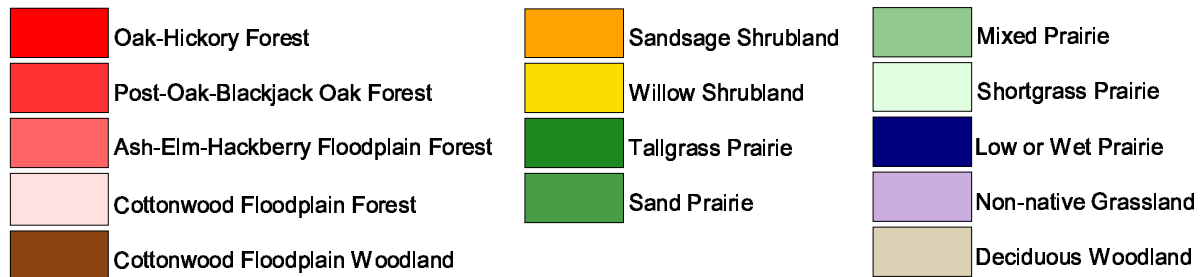 Oak-Hickory Forest
Post-Oak-Blackjack Oak Forest
Ash-Elm-Hackberry Floodplain Forest
Cottonwood Floodplain Forest
Cottonwood Floodplain Woodland
Sandsage Shrubland
Willow Shrubland
Tallgrass Prairie
Sand Prairie
Mixed Prairie
Shortgrass Prairie
Low or Wet Prairie
Non-native Grassland
Deciduous Woodland